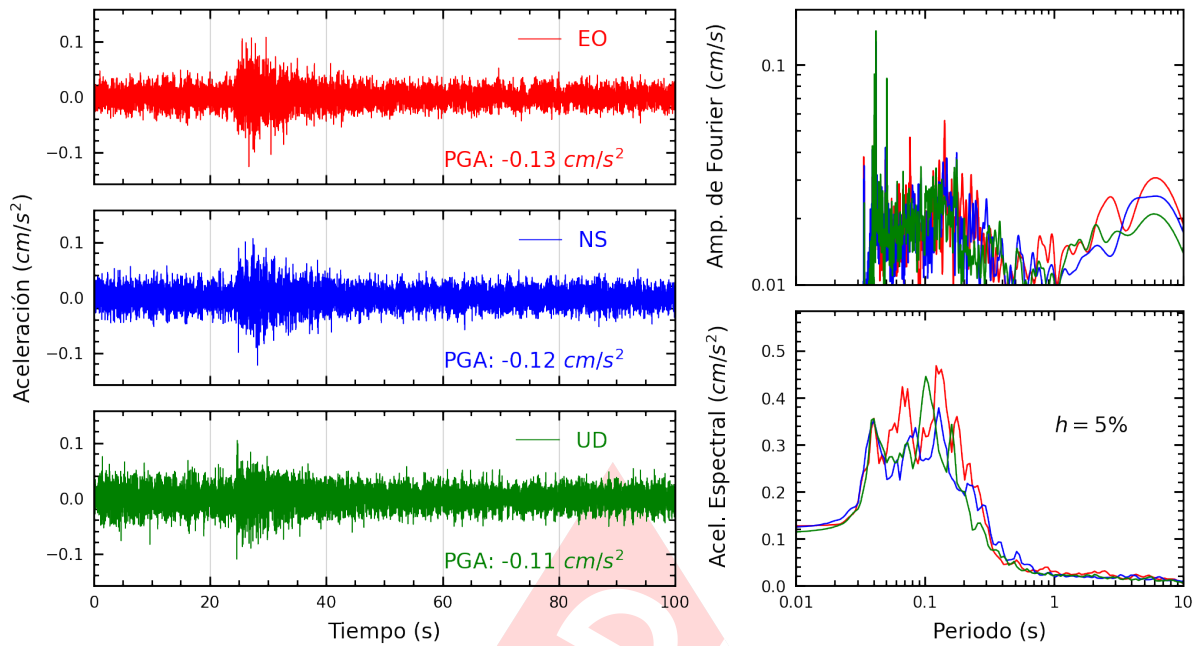 Aceleración (cm/s²)
0.1
0.0
−0.1
EO
PGA: -0.13 cm/s²
0.1
0.0
−0.1
NS
PGA: -0.12 cm/s²
0.1
0.0
−0.1
UD
PGA: -0.11 cm/s²
0 20 40 60 80 100
Tiempo (s)
Amp. de Fourier (cm/s)
0.1
0.01
Acel. Espectral (cm/s²)
0.5
0.4
0.3
0.2
0.1
0.0
h = 5%
0.01 0.1 1 10
Periodo (s)